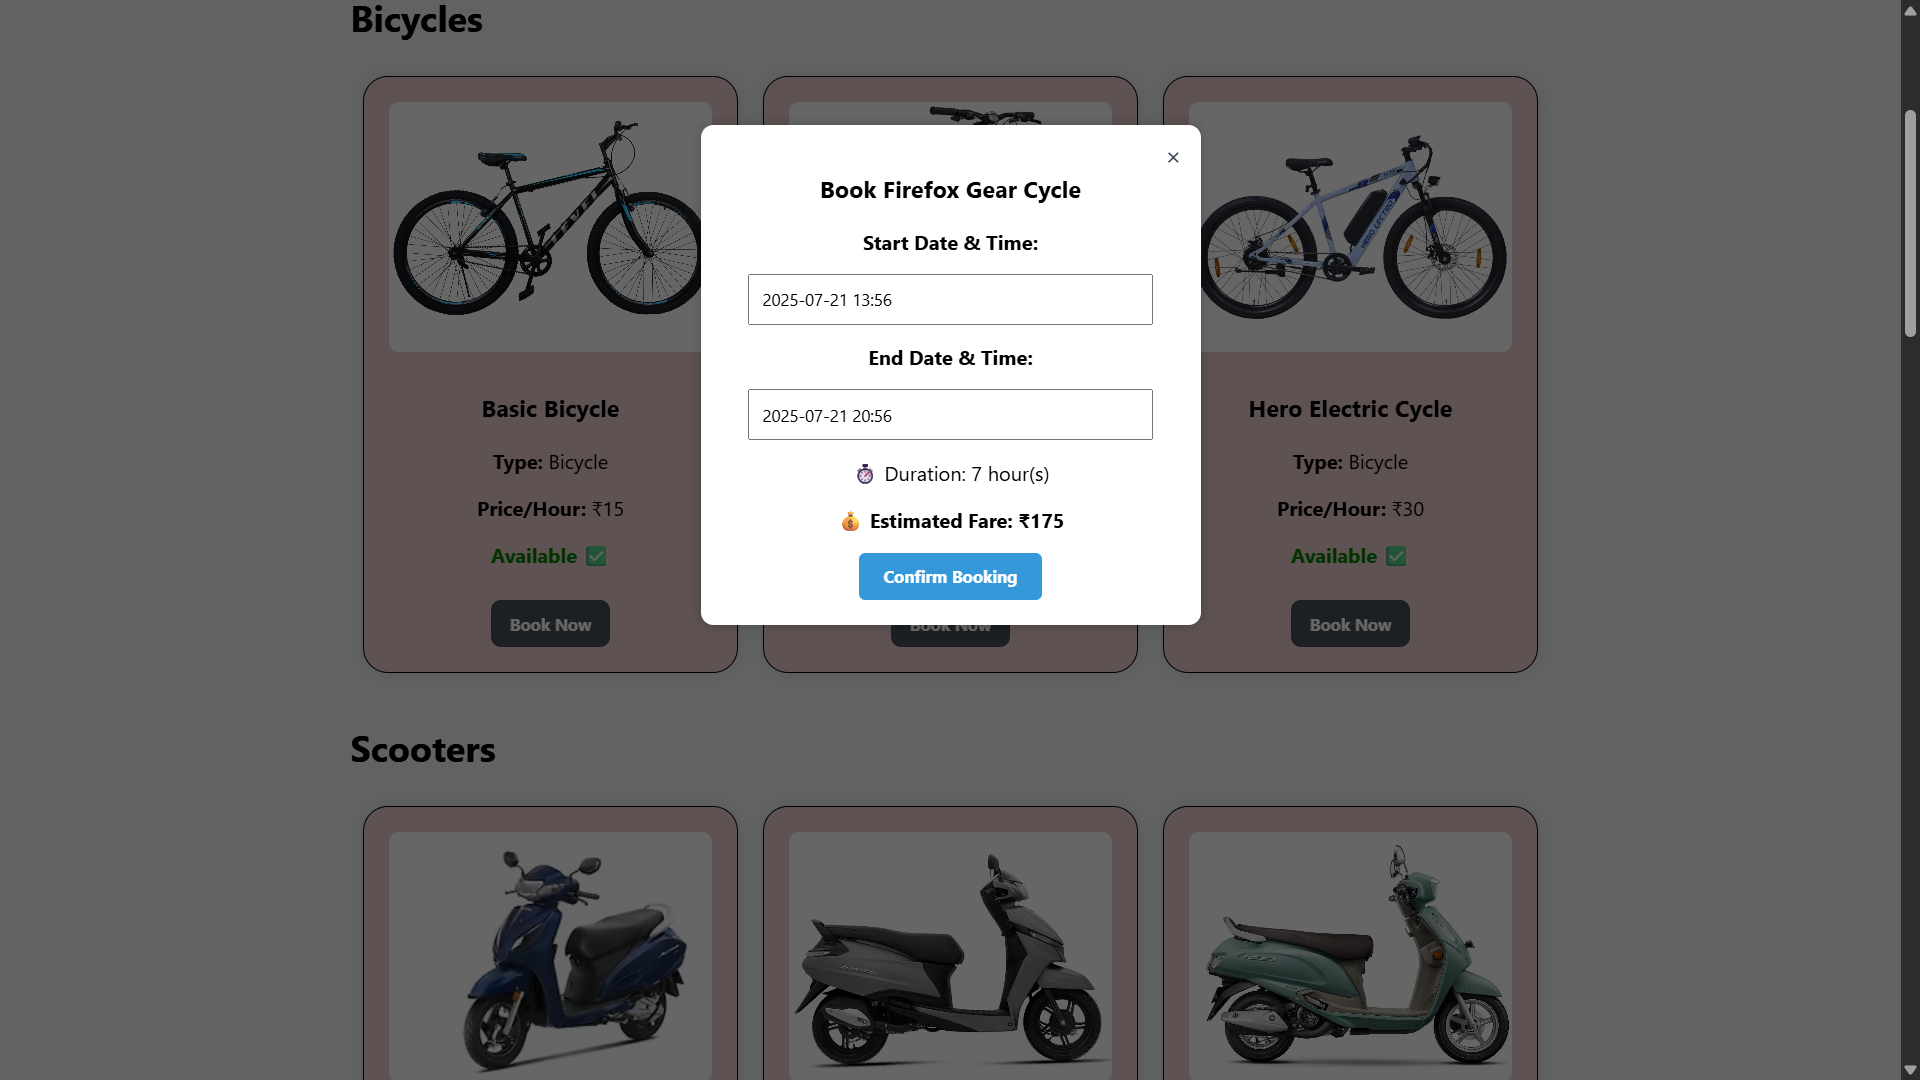 Bicycles
Book Firefox Gear Cycle
×
Start Date & Time:
2025-07-21 13:56
End Date & Time:
2025-07-21 20:56
⏱️ Duration: 7 hour(s)
💰 Estimated Fare: ₹175
Confirm Booking
Basic Bicycle
Type: Bicycle
Price/Hour: ₹15
Available ✅
Book Now
Book Now
Hero Electric Cycle
Type: Bicycle
Price/Hour: ₹30
Available ✅
Book Now
HERO LECTRO
Scooters